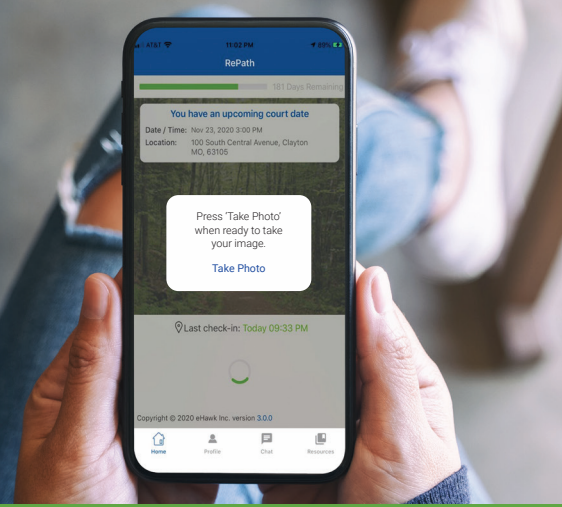 AT&T
11:02 PM
89%
RePath
161 Days Remaining
You have an upcoming court date
Date / Time: Nov 23, 2020 3:00 PM
Location: 100 South Central Avenue, Clayton
MO, 63105
Press 'Take Photo'
when ready to take
your image.
Take Photo
Last check-in: Today 09:33 PM
Copyright © 2020 eHawk Inc. version 3.0.0
Home
Profile
Chat
Resources